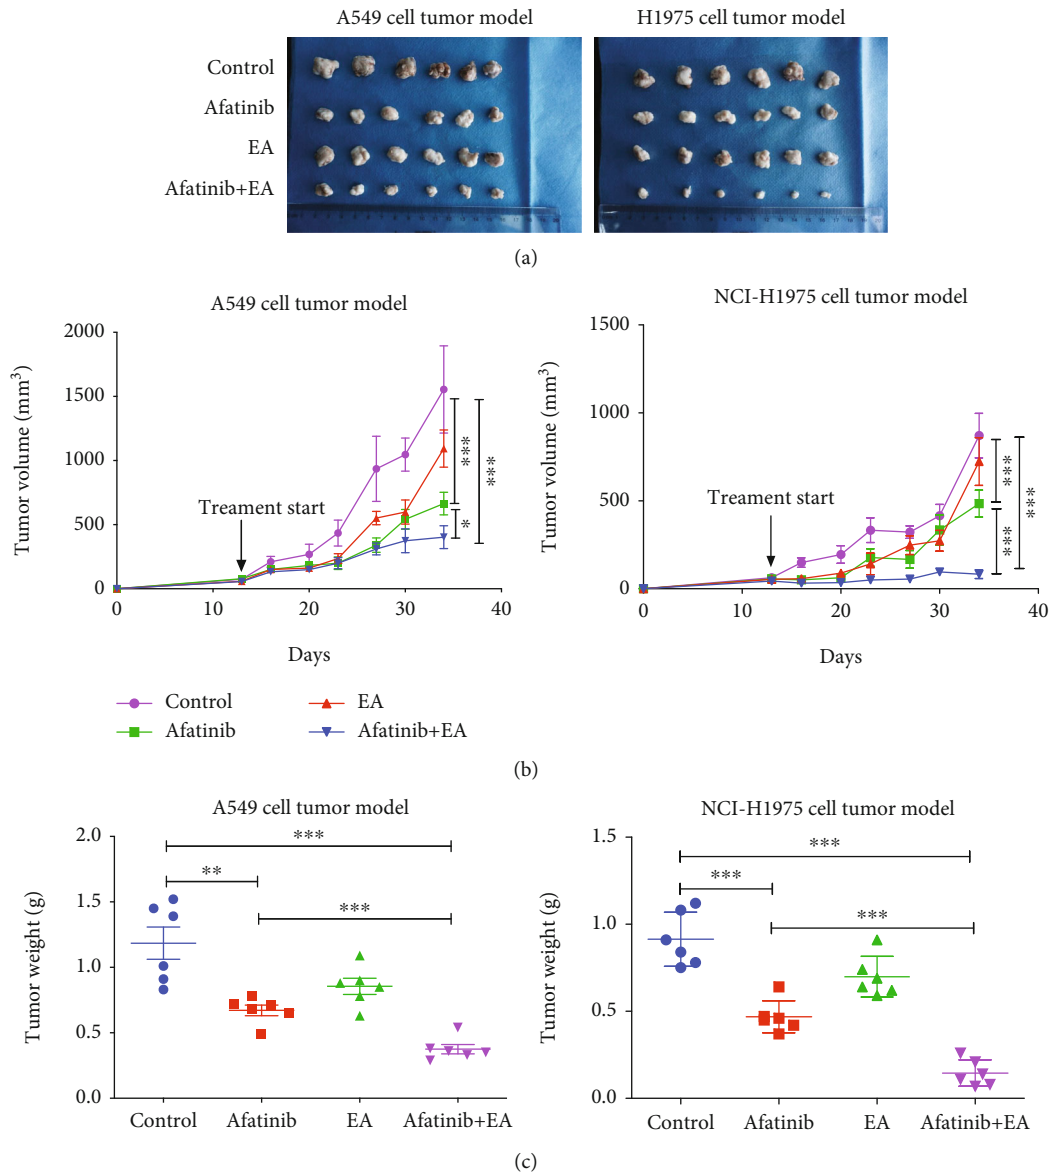 A549 cell tumor model
H1975 cell tumor model
Control
Afatinib
EA
Afatinib+EA
(a)
A549 cell tumor model
NCI-H1975 cell tumor model
Tumor volume (mm³)
2000
1500
1000
500
0
Treament start
***
***
*
0 10 20 30 40
Days
Tumor volume (mm³)
1500
1000
500
0
Treament start
***
***
***
0 10 20 30 40
Days
Control
EA
Afatinib
Afatinib+EA
(b)
A549 cell tumor model
NCI-H1975 cell tumor model
Tumor weight (g)
2.0
1.5
1.0
0.5
0.0
***
**
***
Control Afatinib EA Afatinib+EA
Tumor weight (g)
1.5
1.0
0.5
0.0
***
***
***
Control Afatinib EA Afatinib+EA
(c)